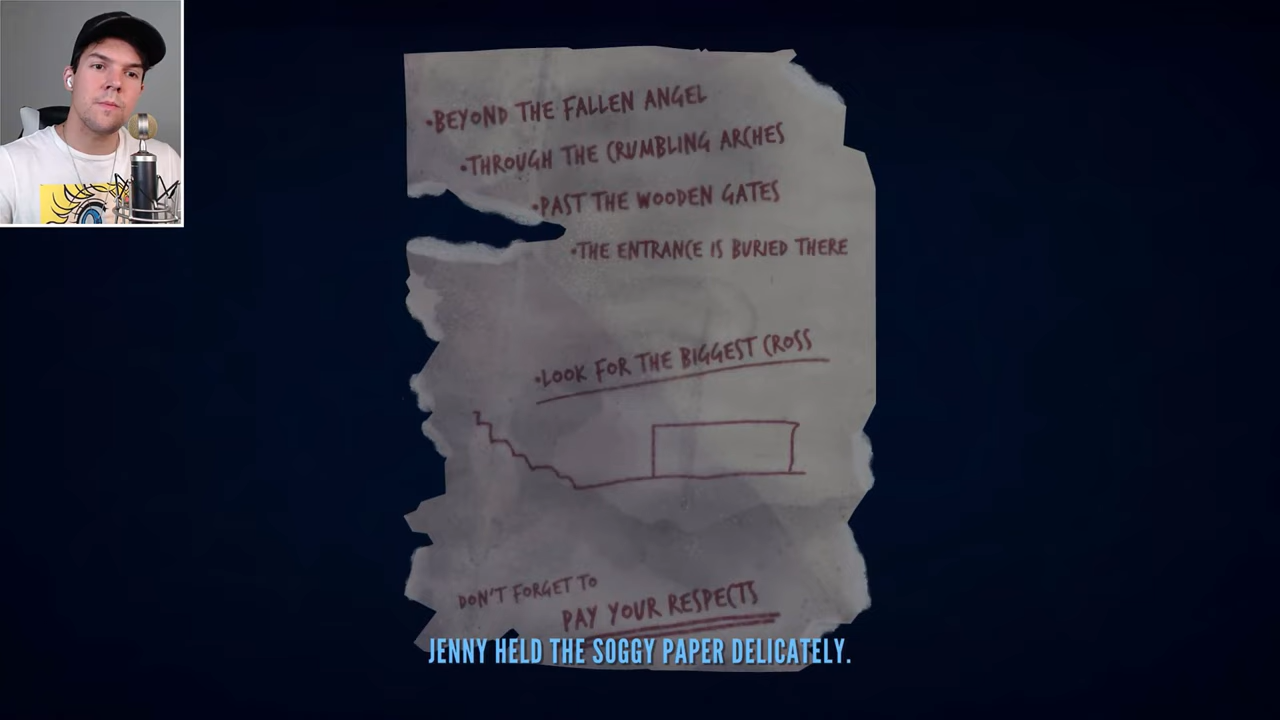 •BEYOND THE FALLEN ANGEL
•THROUGH THE CRUMBLING ARCHES
•PAST THE WOODEN GATES
•THE ENTRANCE IS BURIED THERE
•LOOK FOR THE BIGGEST CROSS
DON'T FORGET TO
PAY YOUR RESPECTS
JENNY HELD THE SOGGY PAPER DELICATELY.